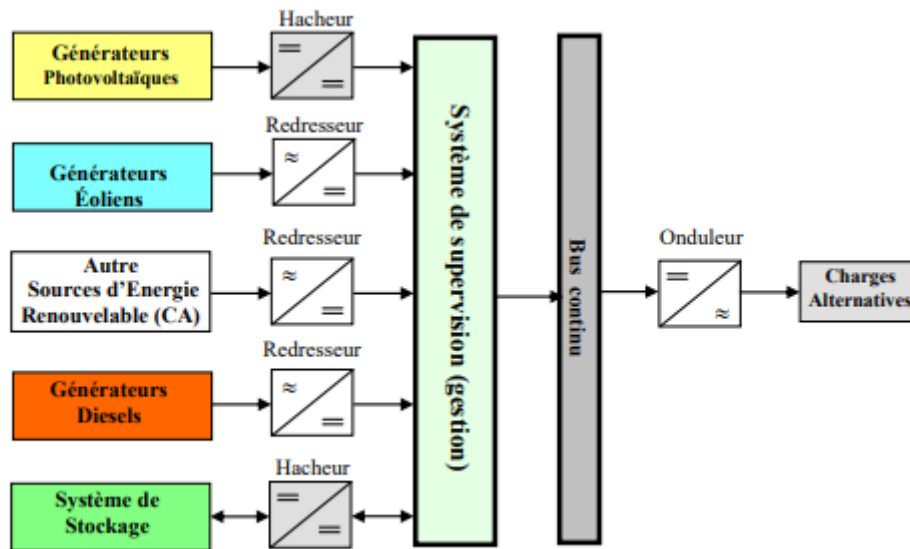 Hacheur
Générateurs
Photovoltaïques
Redresseur
Générateurs
Éoliens
Redresseur
Autre
Sources d'Energie
Renouvelable (CA)
Redresseur
Générateurs
Diesels
Hacheur
Système de
Stockage
Système de supervision (gestion)
Bus continu
Onduleur
Charges
Alternatives